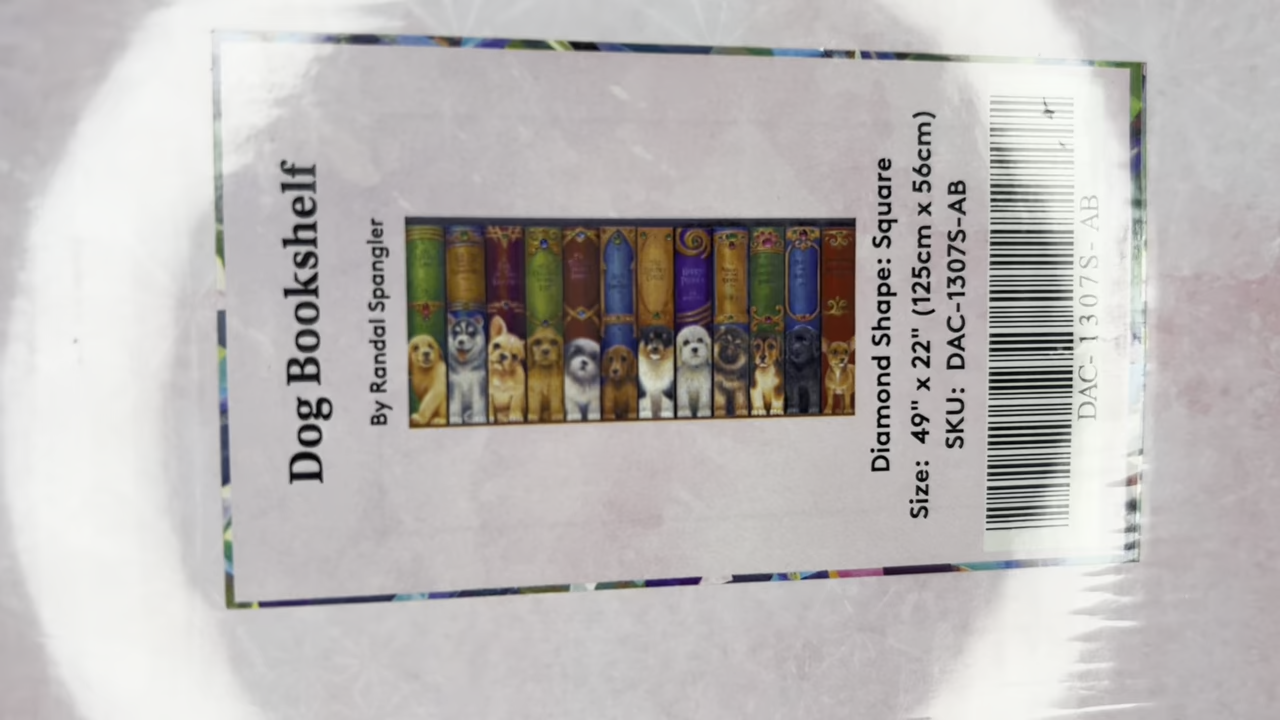 Dog Bookshelf
By Randal Spangler
Diamond Shape: Square
Size: 49" x 22" (125cm x 56cm)
SKU: DAC-1307S-AB
DAC-1307S-AB